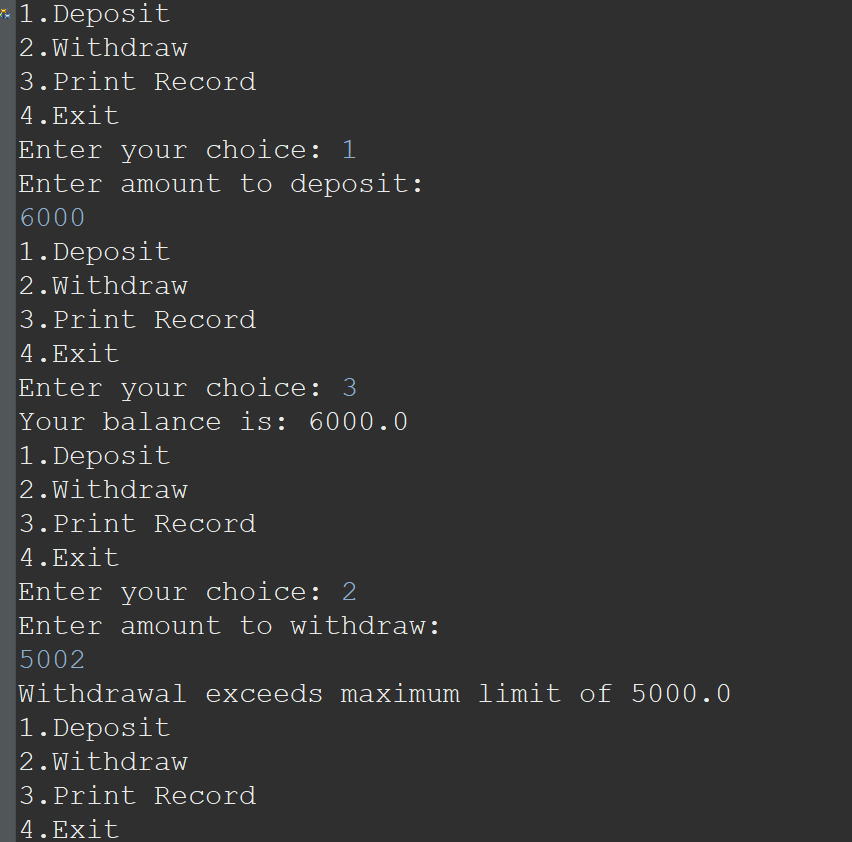 1.Deposit
2.Withdraw
3.Print Record
4.Exit
Enter your choice: 1
Enter amount to deposit:
6000
1.Deposit
2.Withdraw
3.Print Record
4.Exit
Enter your choice: 3
Your balance is: 6000.0
1.Deposit
2.Withdraw
3.Print Record
4.Exit
Enter your choice: 2
Enter amount to withdraw:
5002
Withdrawal exceeds maximum limit of 5000.0
1.Deposit
2.Withdraw
3.Print Record
4.Exit